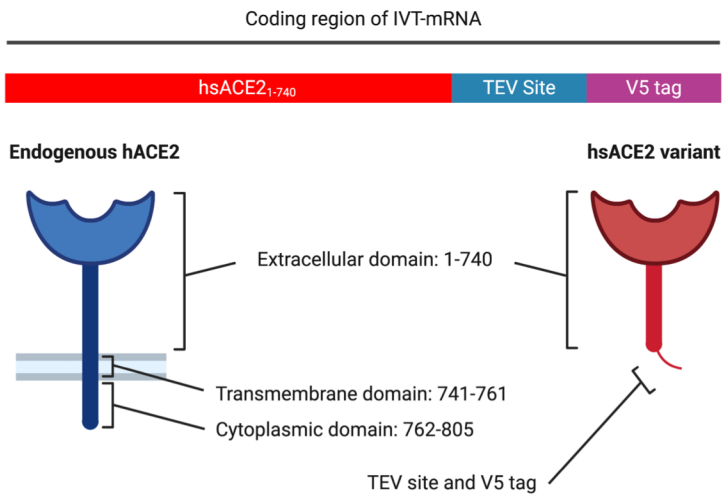 Coding region of IVT-mRNA
hsACE2₁₋₇₄₀ TEV Site V5 tag
Endogenous hACE2 hsACE2 variant
Extracellular domain: 1-740
Transmembrane domain: 741-761
Cytoplasmic domain: 762-805
TEV site and V5 tag